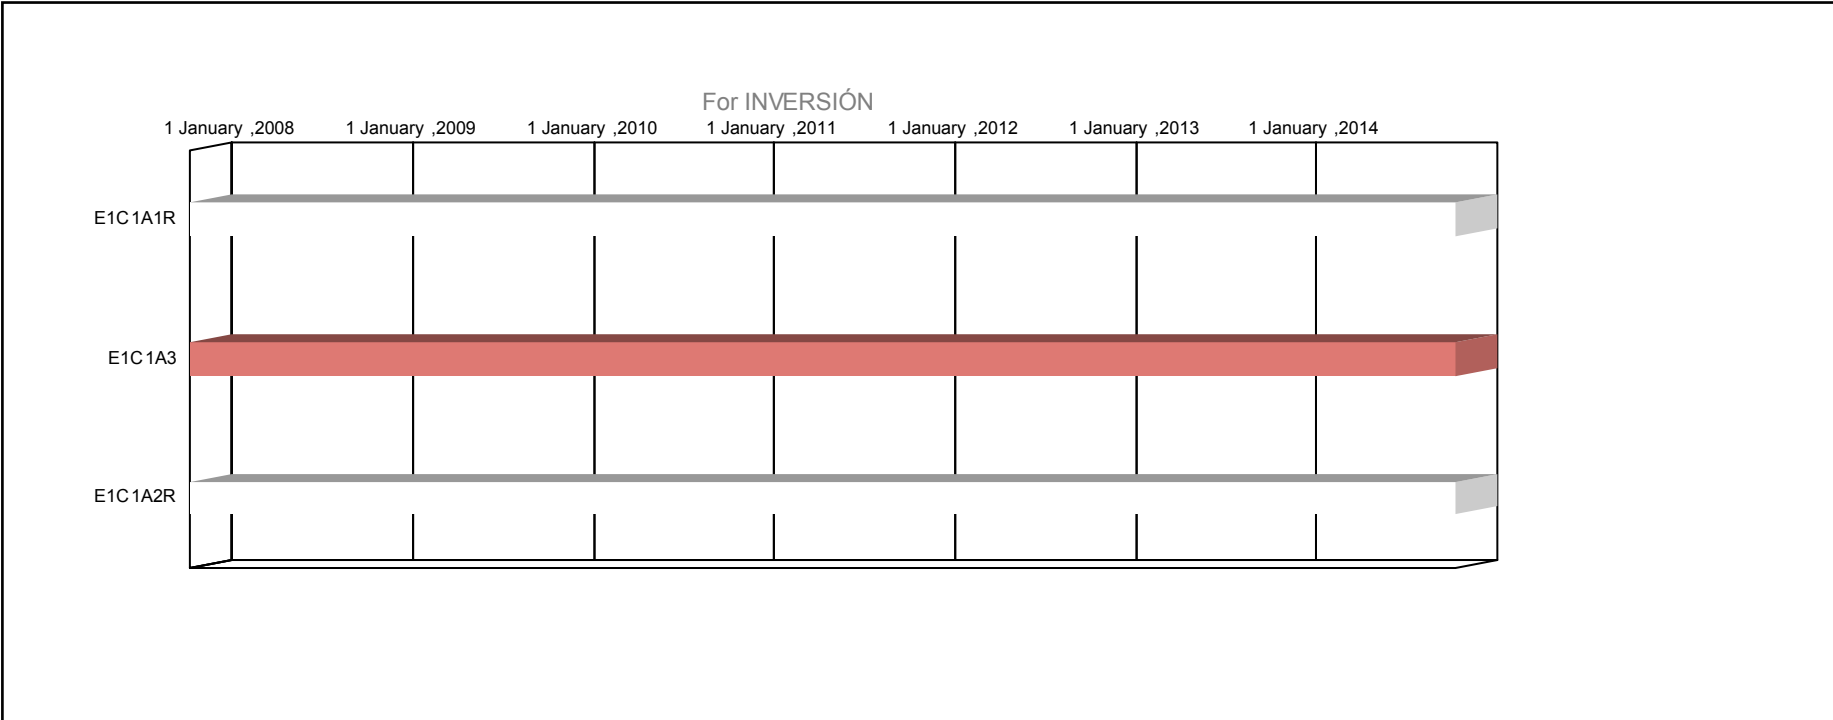 For INVERSIÓN
1 January ,2008 1 January ,2009 1 January ,2010 1 January ,2011 1 January ,2012 1 January ,2013 1 January ,2014
E1C1A1R
E1C1A3
E1C1A2R